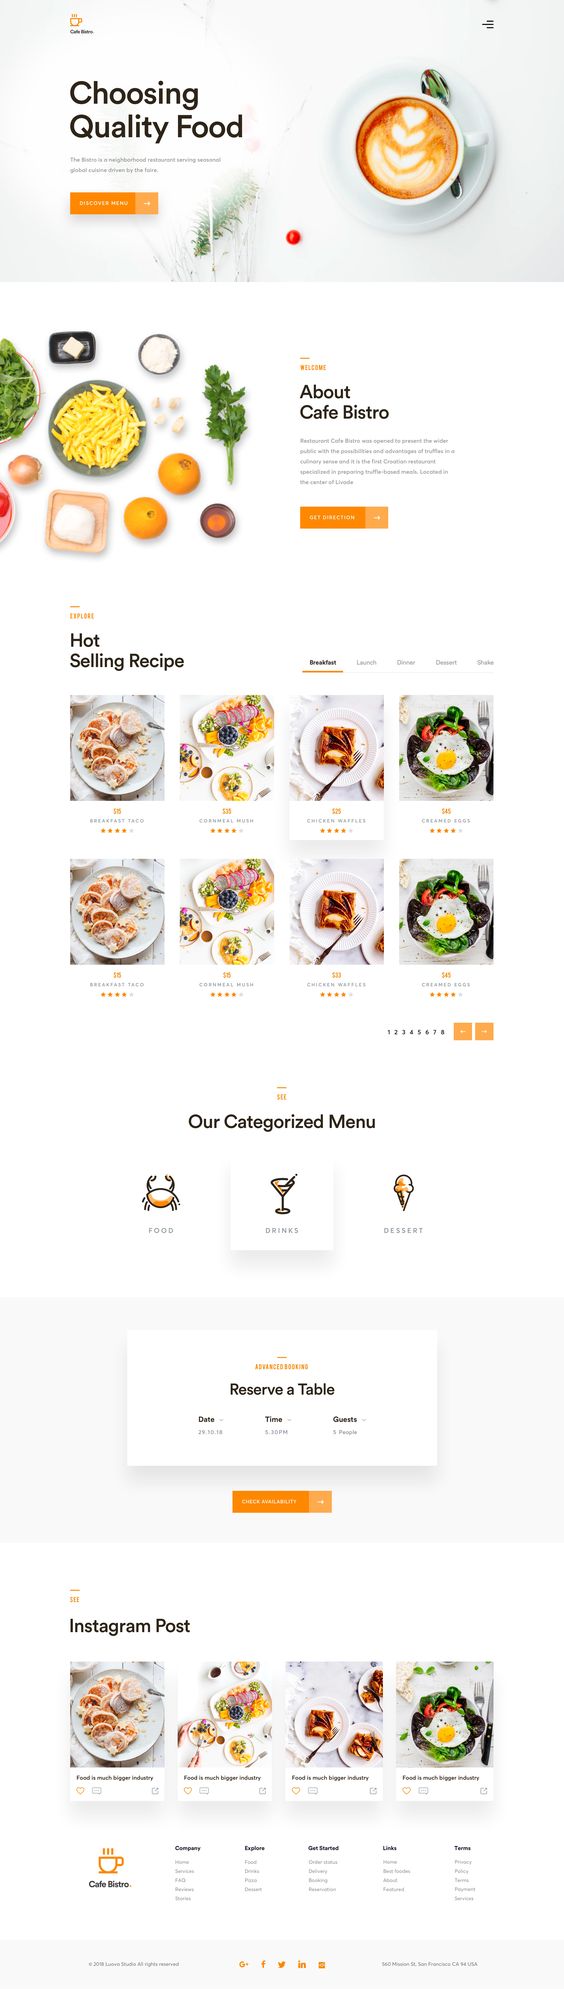 Cafe Bistro.
Choosing
Quality Food
The Bistro is a neighborhood restaurant serving seasonal
global cuisine driven by the faire.
DISCOVER MENU
WELCOME
About
Cafe Bistro
Restaurant Cafe Bistro was opened to present the wider
public with the possibilities and advantages of truffles in a
culinary sense and it is the first Croatian restaurant
specialized in preparing truffle-based meals. Located in
the center of Livade
GET DIRECTION
EXPLORE
Hot
Selling Recipe
Breakfast Launch Dinner Dessert Shake
$15 $35 $25 $45
BREAKFAST TACO CORNMEAL MUSH CHICKEN WAFFLES CREAMED EGGS
$15 $15 $33 $45
BREAKFAST TACO CORNMEAL MUSH CHICKEN WAFFLES CREAMED EGGS
1 2 3 4 5 6 7 8
SEE
Our Categorized Menu
FOOD DRINKS DESSERT
ADVANCED BOOKING
Reserve a Table
Date Time Guests
29.10.18 5.30PM 5 People
CHECK AVAILABILITY
SEE
Instagram Post
Food is much bigger industry Food is much bigger industry Food is much bigger industry Food is much bigger industry
Cafe Bistro.
Company
Home
Services
FAQ
Reviews
Stories
Explore
Food
Drinks
Pizza
Dessert
Get Started
Order status
Delivery
Booking
Reservation
Links
Home
Best foodes
About
Featured
Terms
Privacy
Policy
Terms
Payment
Services
© 2018 Luova Studio All rights reserved
G+ f in
560 Mission St, San Francisco CA 94 USA